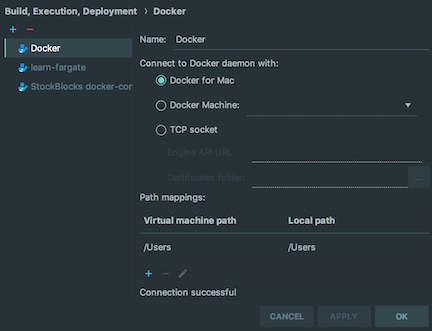 Build, Execution, Deployment › Docker
+ −
Docker
learn-fargate
StockBlocks docker-cor
Name: Docker
Connect to Docker daemon with:
Docker for Mac
Docker Machine:
TCP socket
Engine API URL
Certificates folder:
...
Path mappings:
Virtual machine path Local path
/Users /Users
+ −
Connection successful
CANCEL APPLY OK